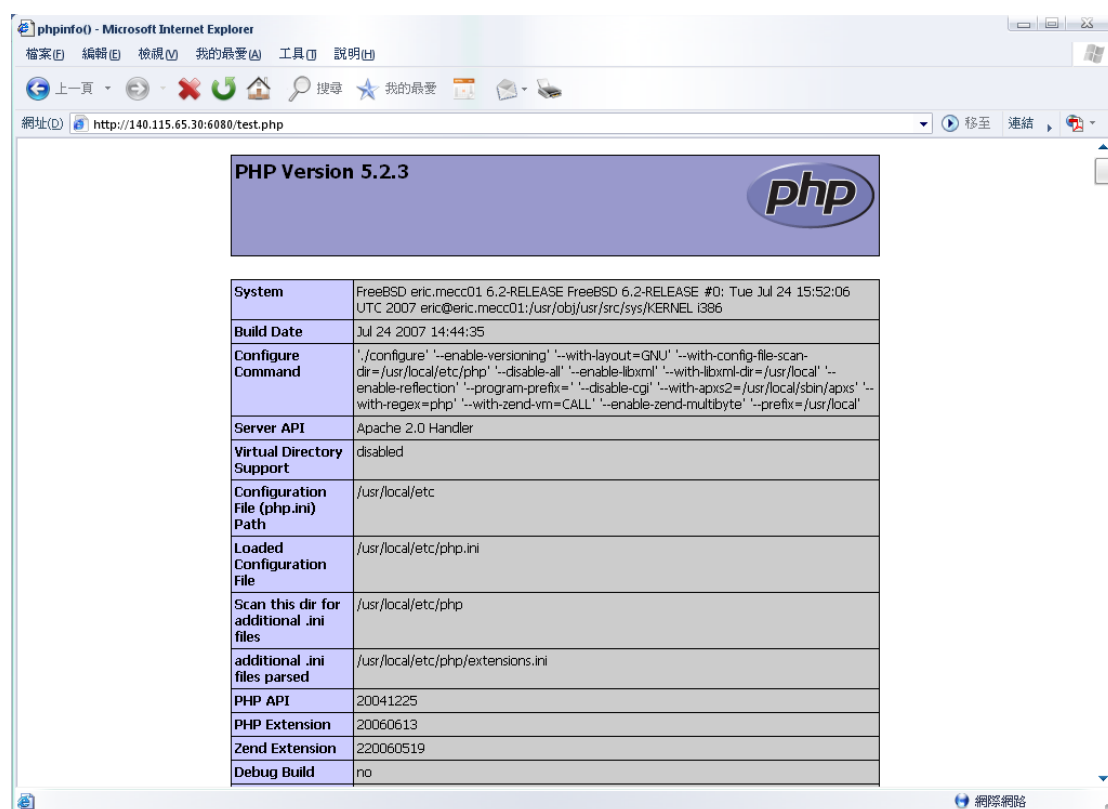 phpinfo() - Microsoft Internet Explorer
檔案(F) 編輯(E) 檢視(V) 我的最愛(A) 工具(T) 說明(H)
上一頁 搜尋 我的最愛
網址(D) http://140.115.65.30:6080/test.php 移至 連結
PHP Version 5.2.3
php
System
FreeBSD eric.mecc01 6.2-RELEASE FreeBSD 6.2-RELEASE #0: Tue Jul 24 15:52:06
UTC 2007 eric@eric.mecc01:/usr/obj/usr/src/sys/KERNEL i386
Build Date
Jul 24 2007 14:44:35
Configure
Command
'./configure' '--enable-versioning' '--with-layout=GNU' '--with-config-file-scan-
dir=/usr/local/etc/php' '--disable-all' '--enable-libxml' '--with-libxml-dir=/usr/local' '--
enable-reflection' '--program-prefix=' '--disable-cgi' '--with-apxs2=/usr/local/sbin/apxs' '--
with-regex=php' '--with-zend-vm=CALL' '--enable-zend-multibyte' '--prefix=/usr/local'
Server API
Apache 2.0 Handler
Virtual Directory
Support
disabled
Configuration
File (php.ini)
Path
/usr/local/etc
Loaded
Configuration
File
/usr/local/etc/php.ini
Scan this dir for
additional .ini
files
/usr/local/etc/php
additional .ini
files parsed
/usr/local/etc/php/extensions.ini
PHP API
20041225
PHP Extension
20060613
Zend Extension
220060519
Debug Build
no
網際網路